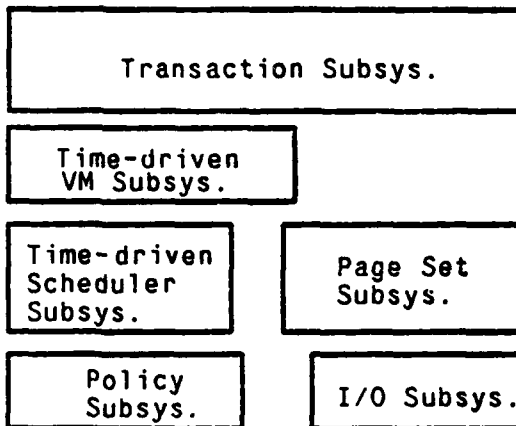 Transaction Subsys.
Time-driven
VM Subsys.
Time-driven
Scheduler
Subsys.
Page Set
Subsys.
Policy
Subsys.
I/O Subsys.